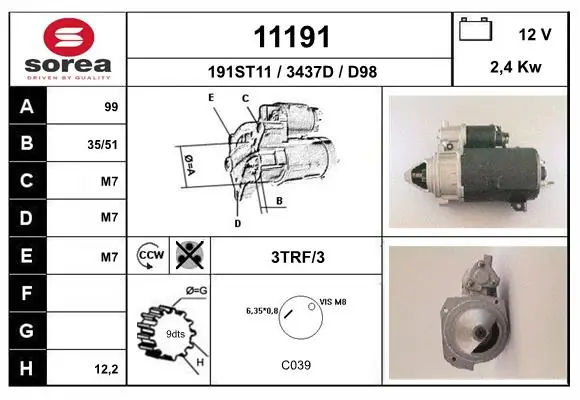 sorea
DRIVEN BY QUALITY
11191
191ST11 / 3437D / D98
12 V
2,4 Kw
A 99
B 35/51
C M7
D M7
E M7
F
G
H 12,2
E
C
Ø=A
B
D
CCW
3TRF/3
Ø=G
9dts
H
6,35*0,8
VIS M8
C039